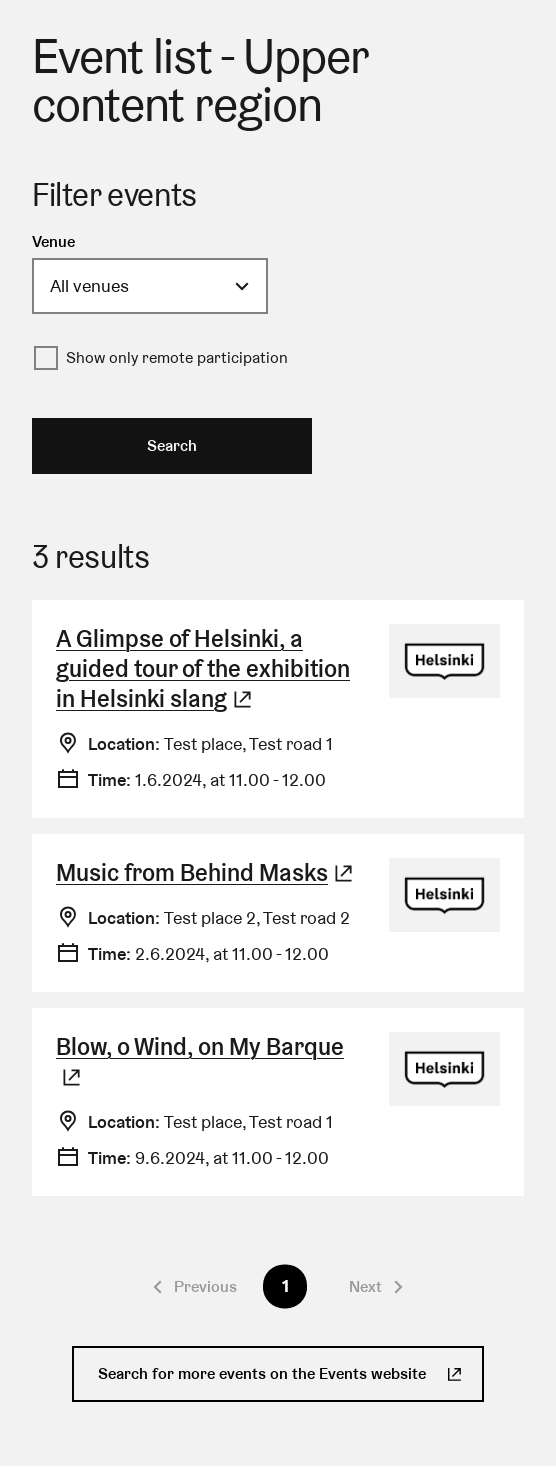 Event list - Upper
content region
Filter events
Venue
All venues
Show only remote participation
Search
3 results
A Glimpse of Helsinki, a
guided tour of the exhibition
in Helsinki slang
Helsinki
Location: Test place, Test road 1
Time: 1.6.2024, at 11.00 - 12.00
Music from Behind Masks
Helsinki
Location: Test place 2, Test road 2
Time: 2.6.2024, at 11.00 - 12.00
Blow, o Wind, on My Barque
Helsinki
Location: Test place, Test road 1
Time: 9.6.2024, at 11.00 - 12.00
Previous 1 Next
Search for more events on the Events website